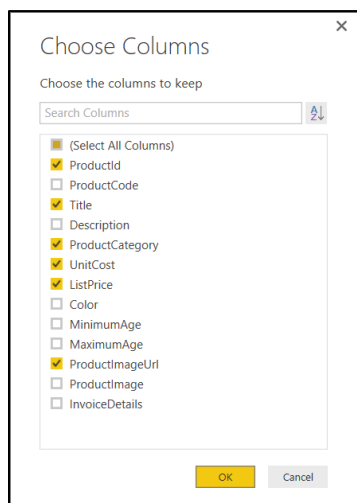 Choose Columns
Choose the columns to keep
Search Columns
(Select All Columns)
ProductId
ProductCode
Title
Description
ProductCategory
UnitCost
ListPrice
Color
MinimumAge
MaximumAge
ProductImageUrl
ProductImage
InvoiceDetails
OK Cancel